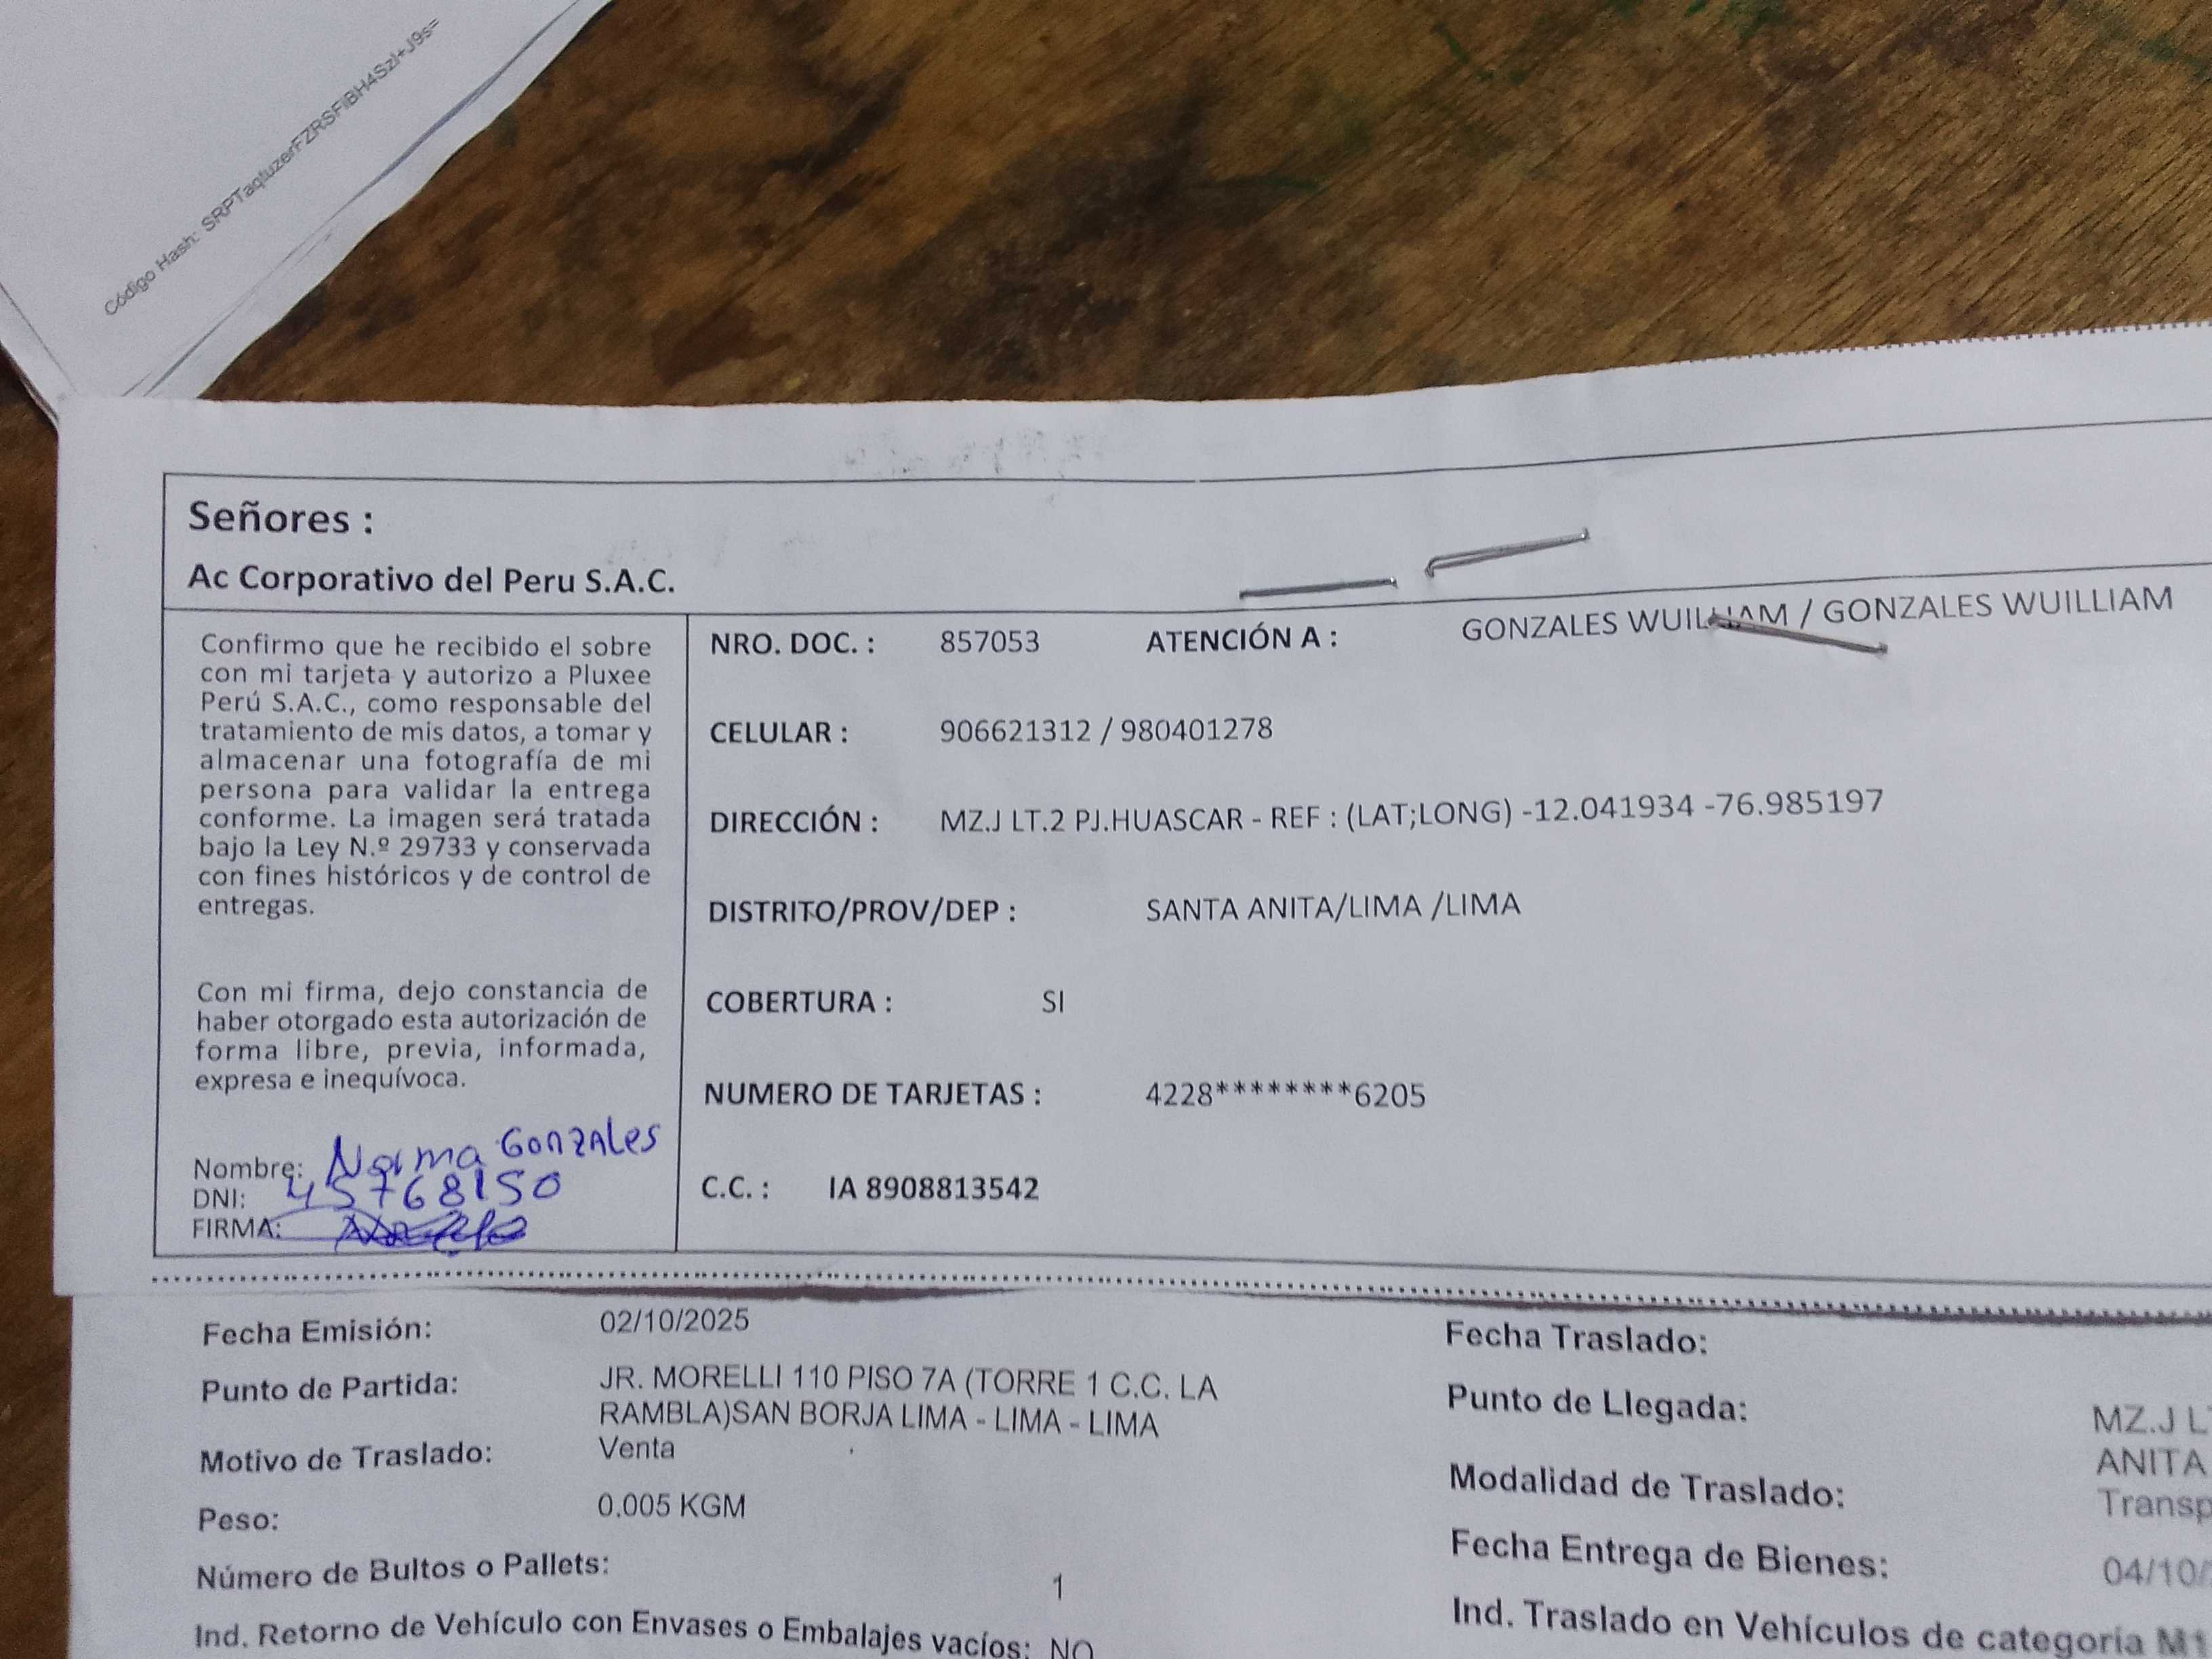 Código Hash: SRPTaqtuzerFZRSFiBH4Szl+J9s=
Señores :
Ac Corporativo del Peru S.A.C.
Confirmo que he recibido el sobre
con mi tarjeta y autorizo a Pluxee
Perú S.A.C., como responsable del
tratamiento de mis datos, a tomar y
almacenar una fotografía de mi
persona para validar la entrega
conforme. La imagen será tratada
bajo la Ley N.º 29733 y conservada
con fines históricos y de control de
entregas.
Con mi firma, dejo constancia de
haber otorgado esta autorización de
forma libre, previa, informada,
expresa e inequívoca.
Nombre: Norma Gonzales
DNI: 45768150
FIRMA:
NRO. DOC. : 857053 ATENCIÓN A : GONZALES WUILLIAM / GONZALES WUILLIAM
CELULAR : 906621312 / 980401278
DIRECCIÓN : MZ.J LT.2 PJ.HUASCAR - REF : (LAT;LONG) -12.041934 -76.985197
DISTRITO/PROV/DEP : SANTA ANITA/LIMA /LIMA
COBERTURA : SI
NUMERO DE TARJETAS : 4228********6205
C.C. : IA 8908813542
Fecha Emisión: 02/10/2025
Punto de Partida: JR. MORELLI 110 PISO 7A (TORRE 1 C.C. LA
RAMBLA)SAN BORJA LIMA - LIMA - LIMA
Motivo de Traslado: Venta
Peso: 0.005 KGM
Número de Bultos o Pallets: 1
Ind. Retorno de Vehículo con Envases o Embalajes vacíos: NO
Fecha Traslado:
Punto de Llegada: MZ.J L
ANITA
Modalidad de Traslado: Transp
Fecha Entrega de Bienes: 04/10/
Ind. Traslado en Vehículos de categoría M1